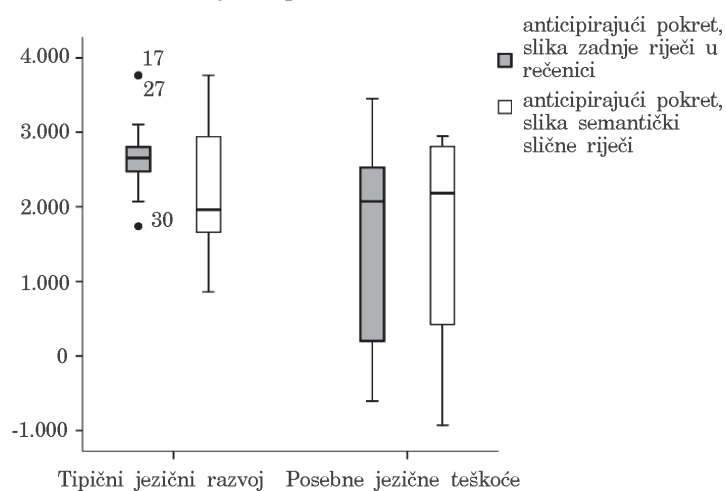 anticipirajući pokret,
slika zadnje riječi u
rečenici
anticipirajući pokret,
slika semantički
slične riječi
4.000
3.000
2.000
1.000
0
-1.000
17
27
30
Tipični jezični razvoj
Posebne jezične teškoće